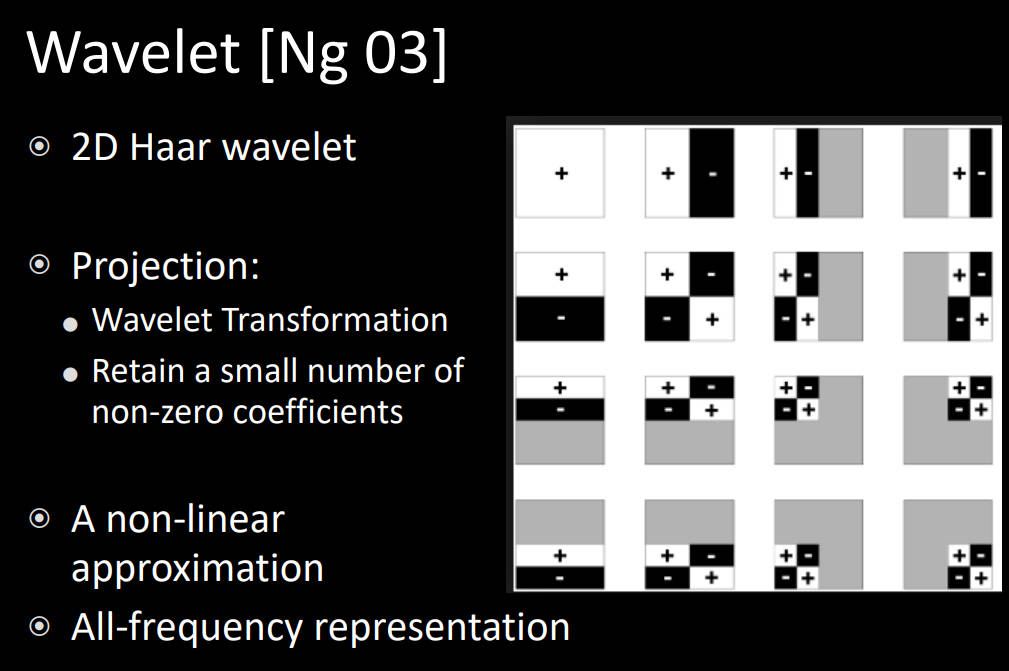 Wavelet [Ng 03]
2D Haar wavelet
Projection:
Wavelet Transformation
Retain a small number of
non-zero coefficients
A non-linear
approximation
All-frequency representation
+ + - + - + -
+ + - + - + -
- - + - + - +
+ + - + - + -
- - + - + - +
+ + - + - + -
- - + - + - +